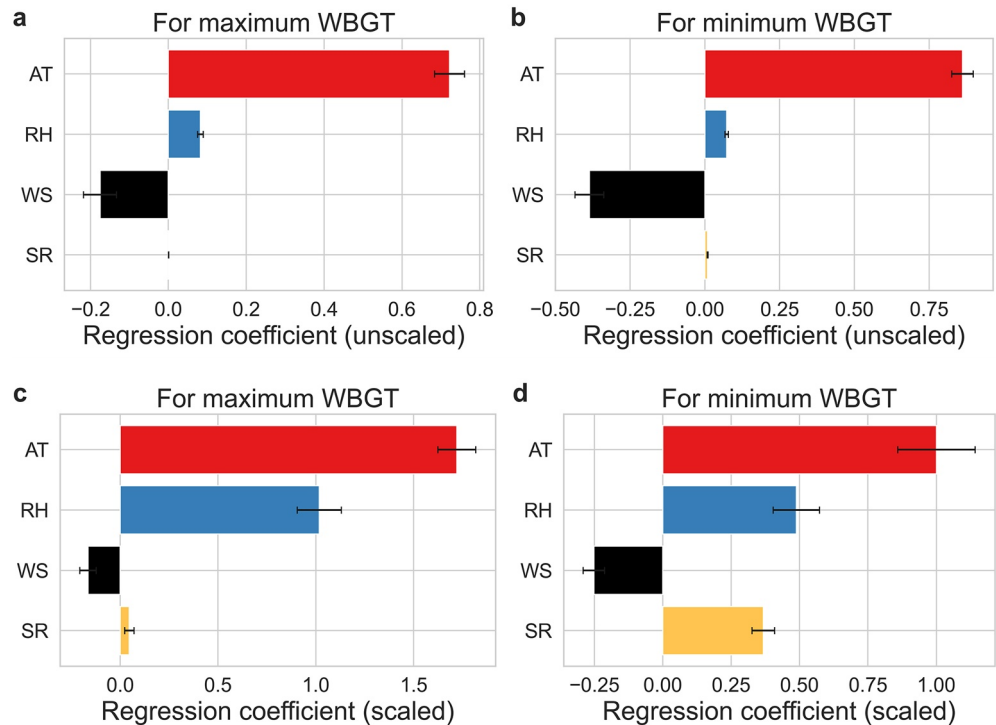 a
For maximum WBGT
AT
RH
WS
SR
−0.2 0.0 0.2 0.4 0.6 0.8
Regression coefficient (unscaled)
b
For minimum WBGT
AT
RH
WS
SR
−0.50 −0.25 0.00 0.25 0.50 0.75
Regression coefficient (unscaled)
c
For maximum WBGT
AT
RH
WS
SR
0.0 0.5 1.0 1.5
Regression coefficient (scaled)
d
For minimum WBGT
AT
RH
WS
SR
−0.25 0.00 0.25 0.50 0.75 1.00
Regression coefficient (scaled)